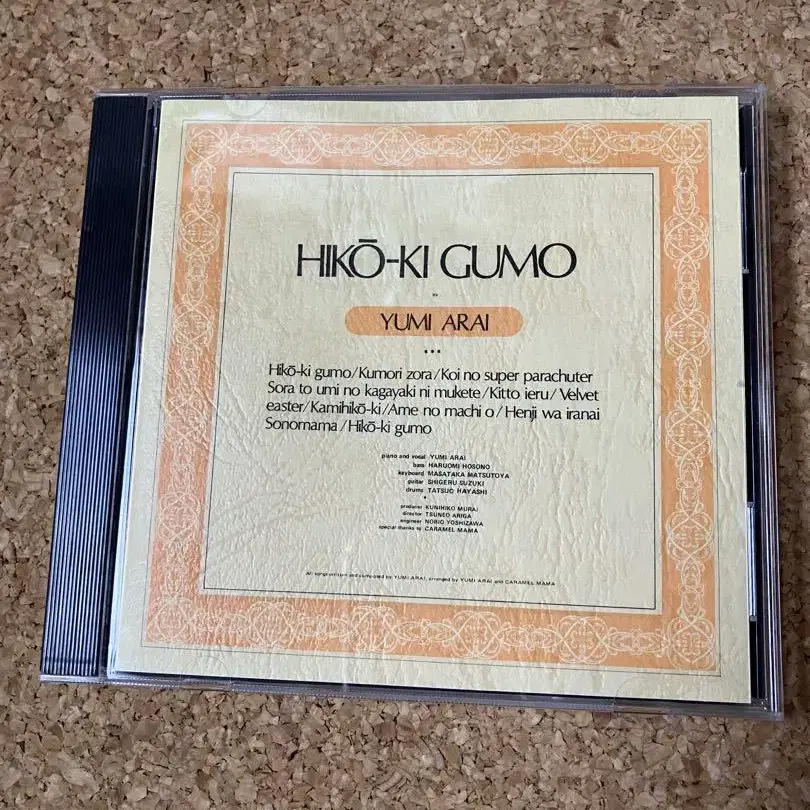 HIKŌ-KI GUMO
by
YUMI ARAI
Hikō-ki gumo/Kumori zora/Koi no super parachuter
Sora to umi no kagayaki ni mukete/Kitto ieru/Velvet
easter/Kamihikō-ki/Ame no machi o/Henji wa iranai
Sonomama/Hikō-ki gumo
piano and vocal YUMI ARAI
bass HARUOMI HOSONO
keyboard MASATAKA MATSUTOYA
guitar SHIGERU SUZUKI
drums TATSUO HAYASHI
producer KUNIHIKO MURAI
director TSUNEO ARIGA
engineer NOBIO YOSHIZAWA
special thanks to CARAMEL MAMA
All songs written and composed by YUMI ARAI, arranged by YUMI ARAI and CARAMEL MAMA